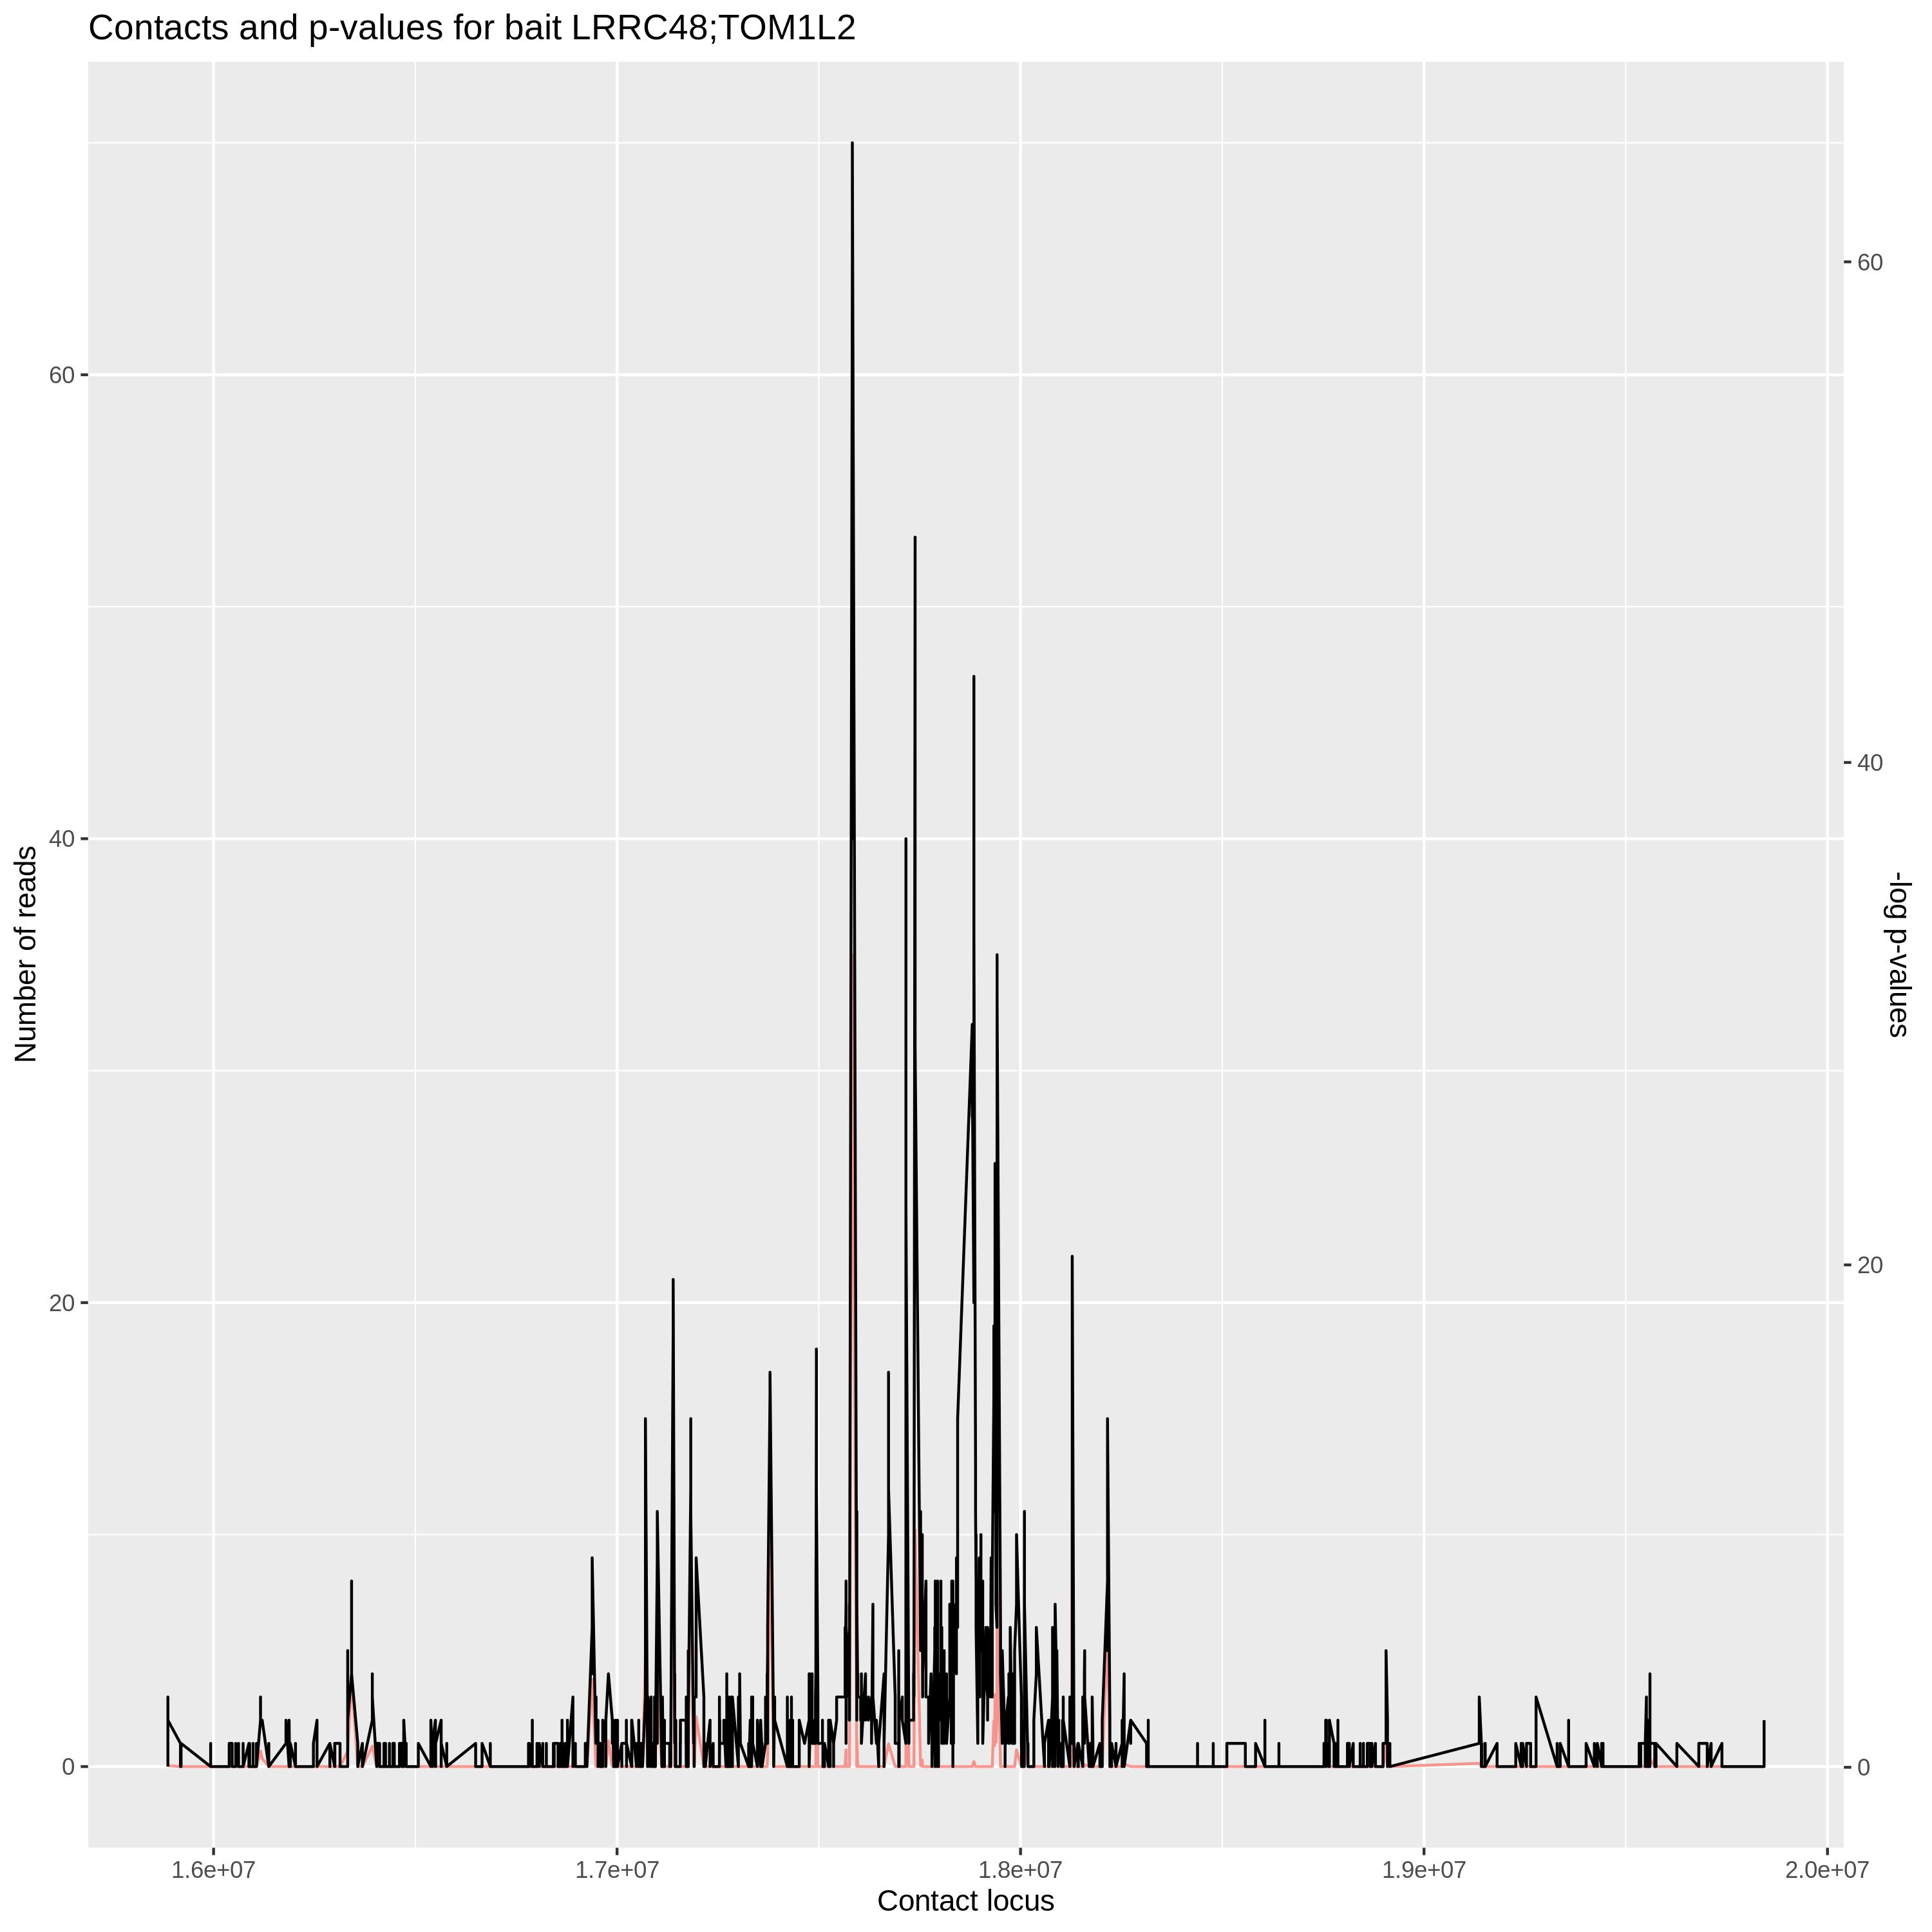 Contacts and p-values for bait LRRC48;TOM1L2
Number of reads
60
40
20
0
60
40
20
0
-log p-values
1.6e+07
1.7e+07
1.8e+07
1.9e+07
2.0e+07
Contact locus